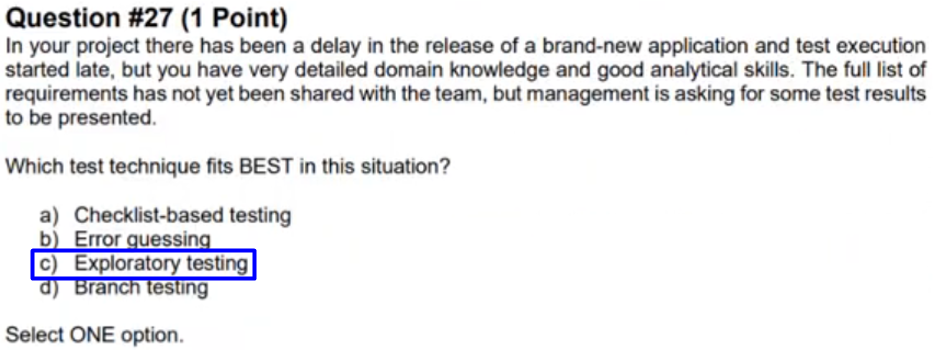 Question #27 (1 Point)
In your project there has been a delay in the release of a brand-new application and test execution
started late, but you have very detailed domain knowledge and good analytical skills. The full list of
requirements has not yet been shared with the team, but management is asking for some test results
to be presented.
Which test technique fits BEST in this situation?
a) Checklist-based testing
b) Error guessing
c) Exploratory testing
d) Branch testing
Select ONE option.